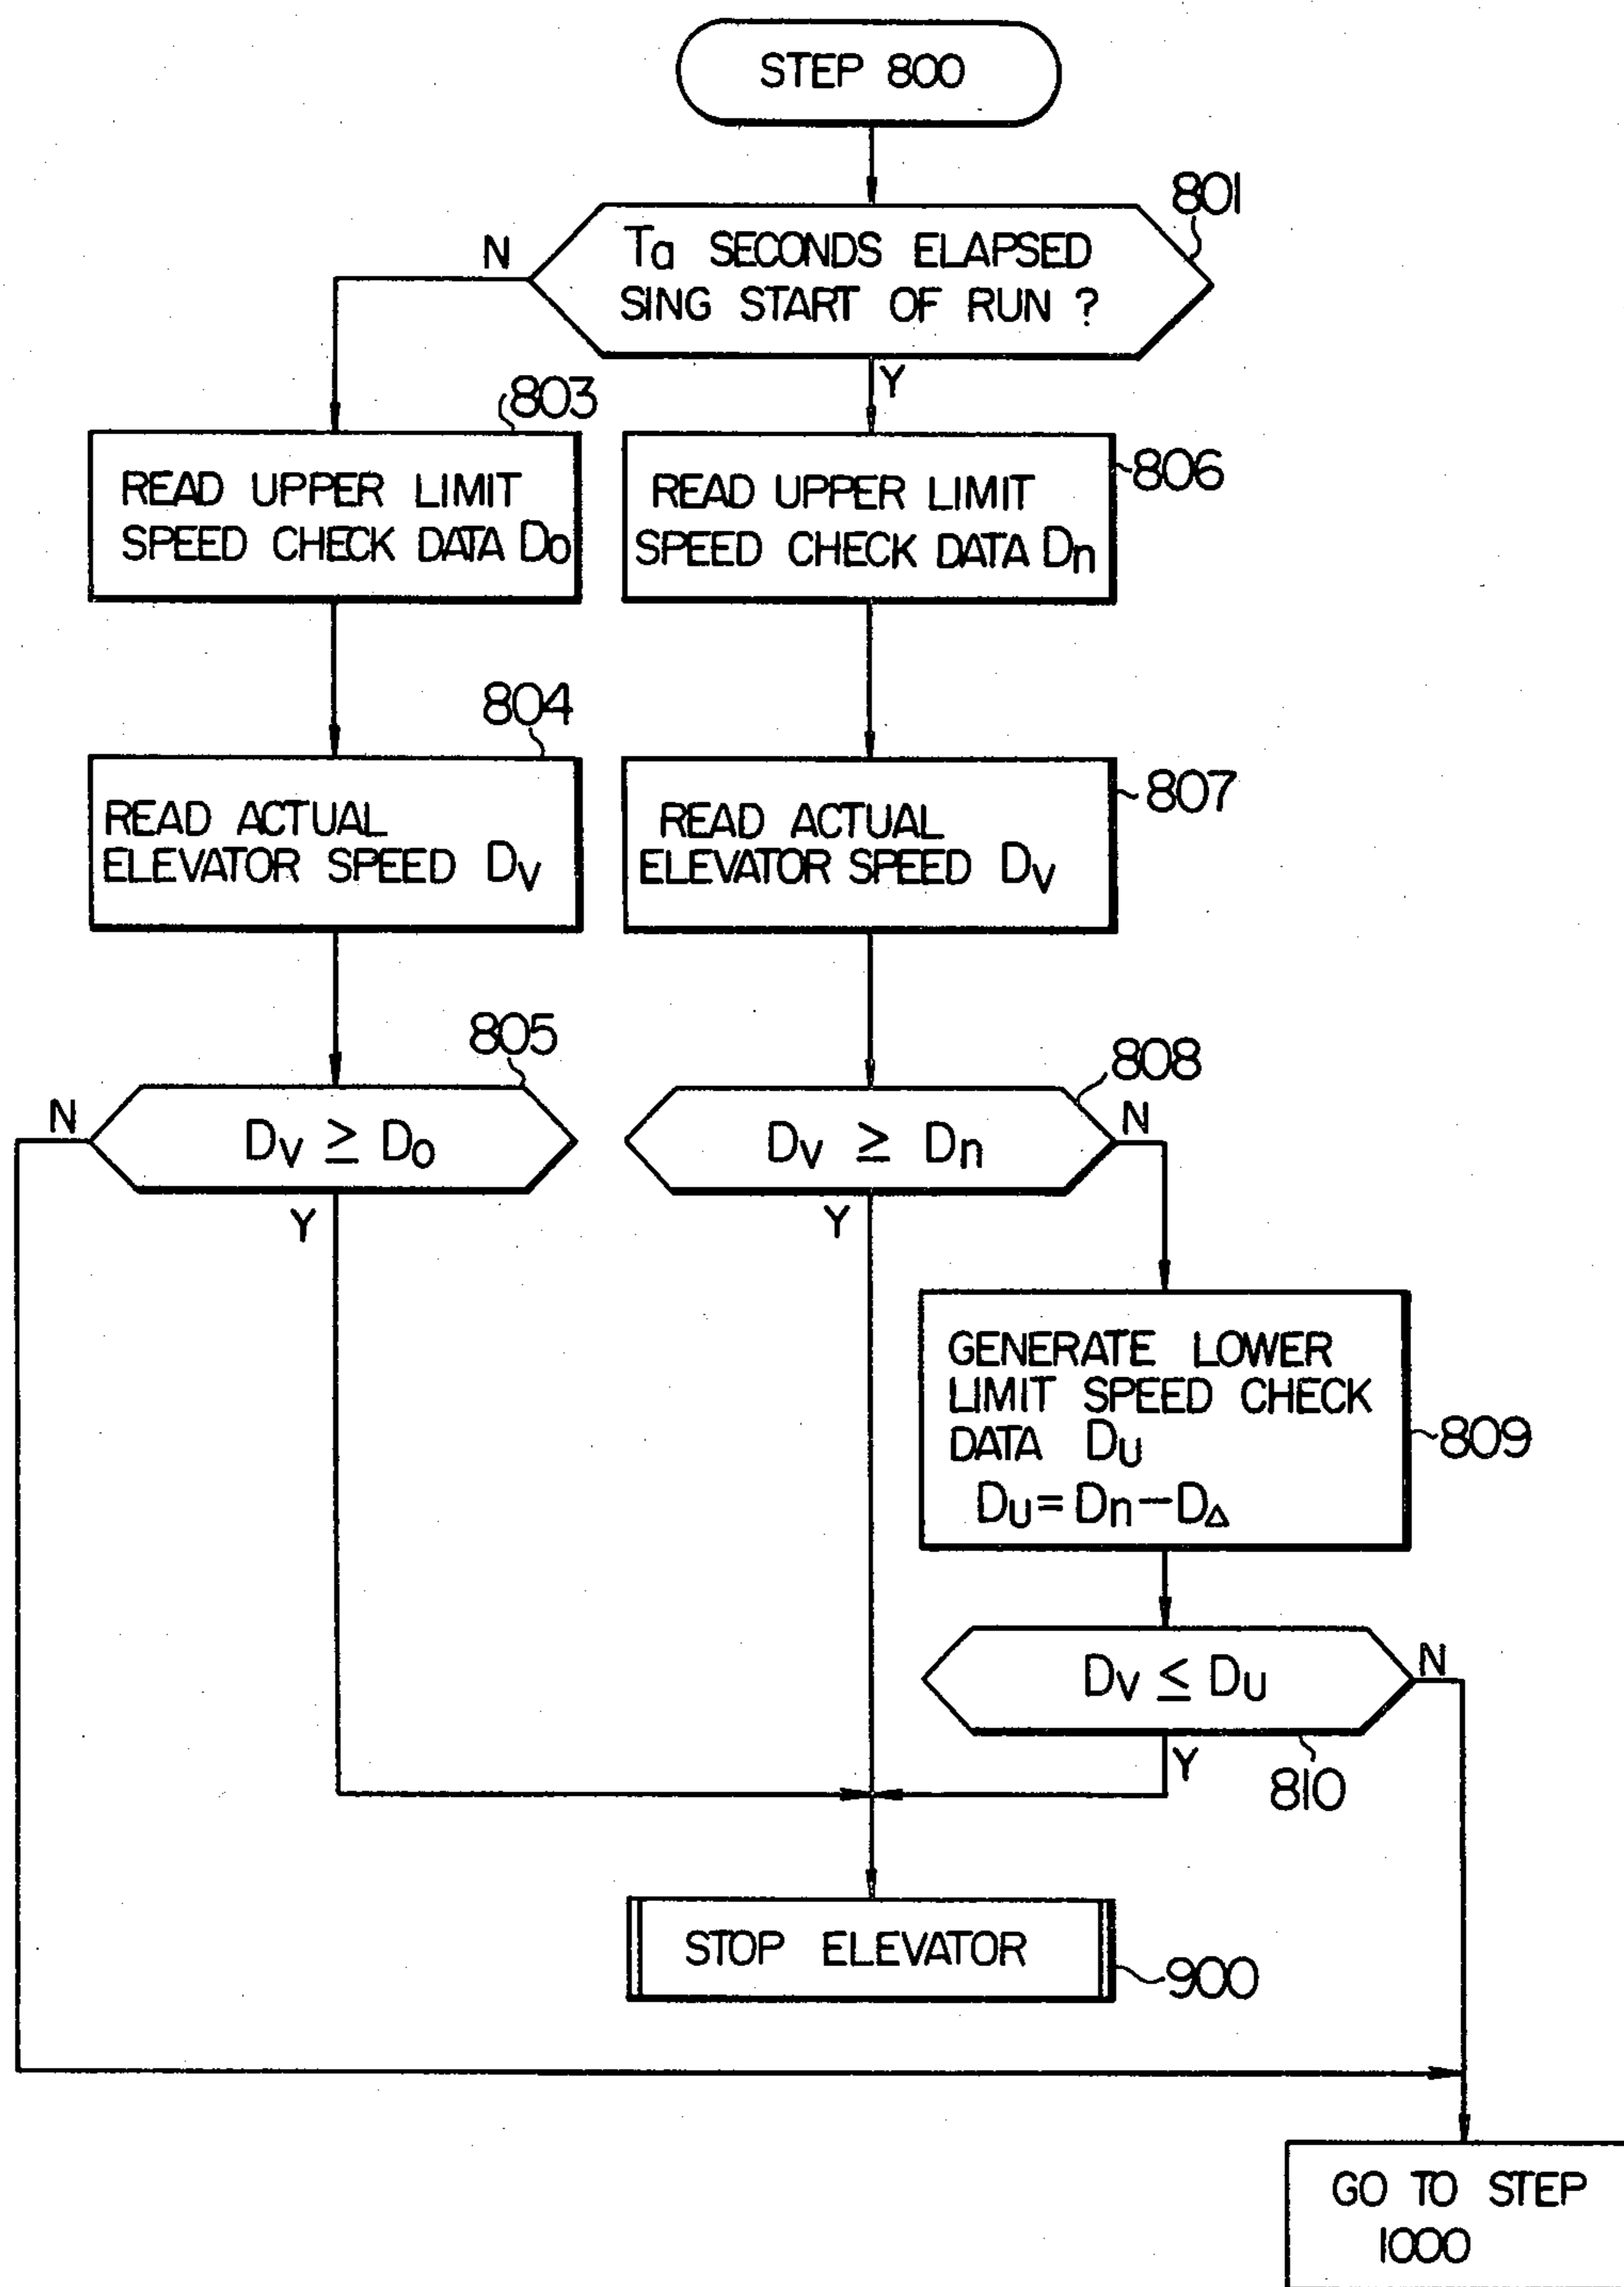 STEP 800
801
N
Ta SECONDS ELAPSED
SING START OF RUN ?
Y
803
READ UPPER LIMIT
SPEED CHECK DATA Do
806
READ UPPER LIMIT
SPEED CHECK DATA Dn
804
READ ACTUAL
ELEVATOR SPEED Dv
807
READ ACTUAL
ELEVATOR SPEED Dv
805
N
Dv ≥ Do
Y
808
N
Dv ≥ Dn
Y
GENERATE LOWER
LIMIT SPEED CHECK
DATA Du
Du = Dn − D△
809
Dv ≤ Du
N
Y
810
STOP ELEVATOR
900
GO TO STEP
1000